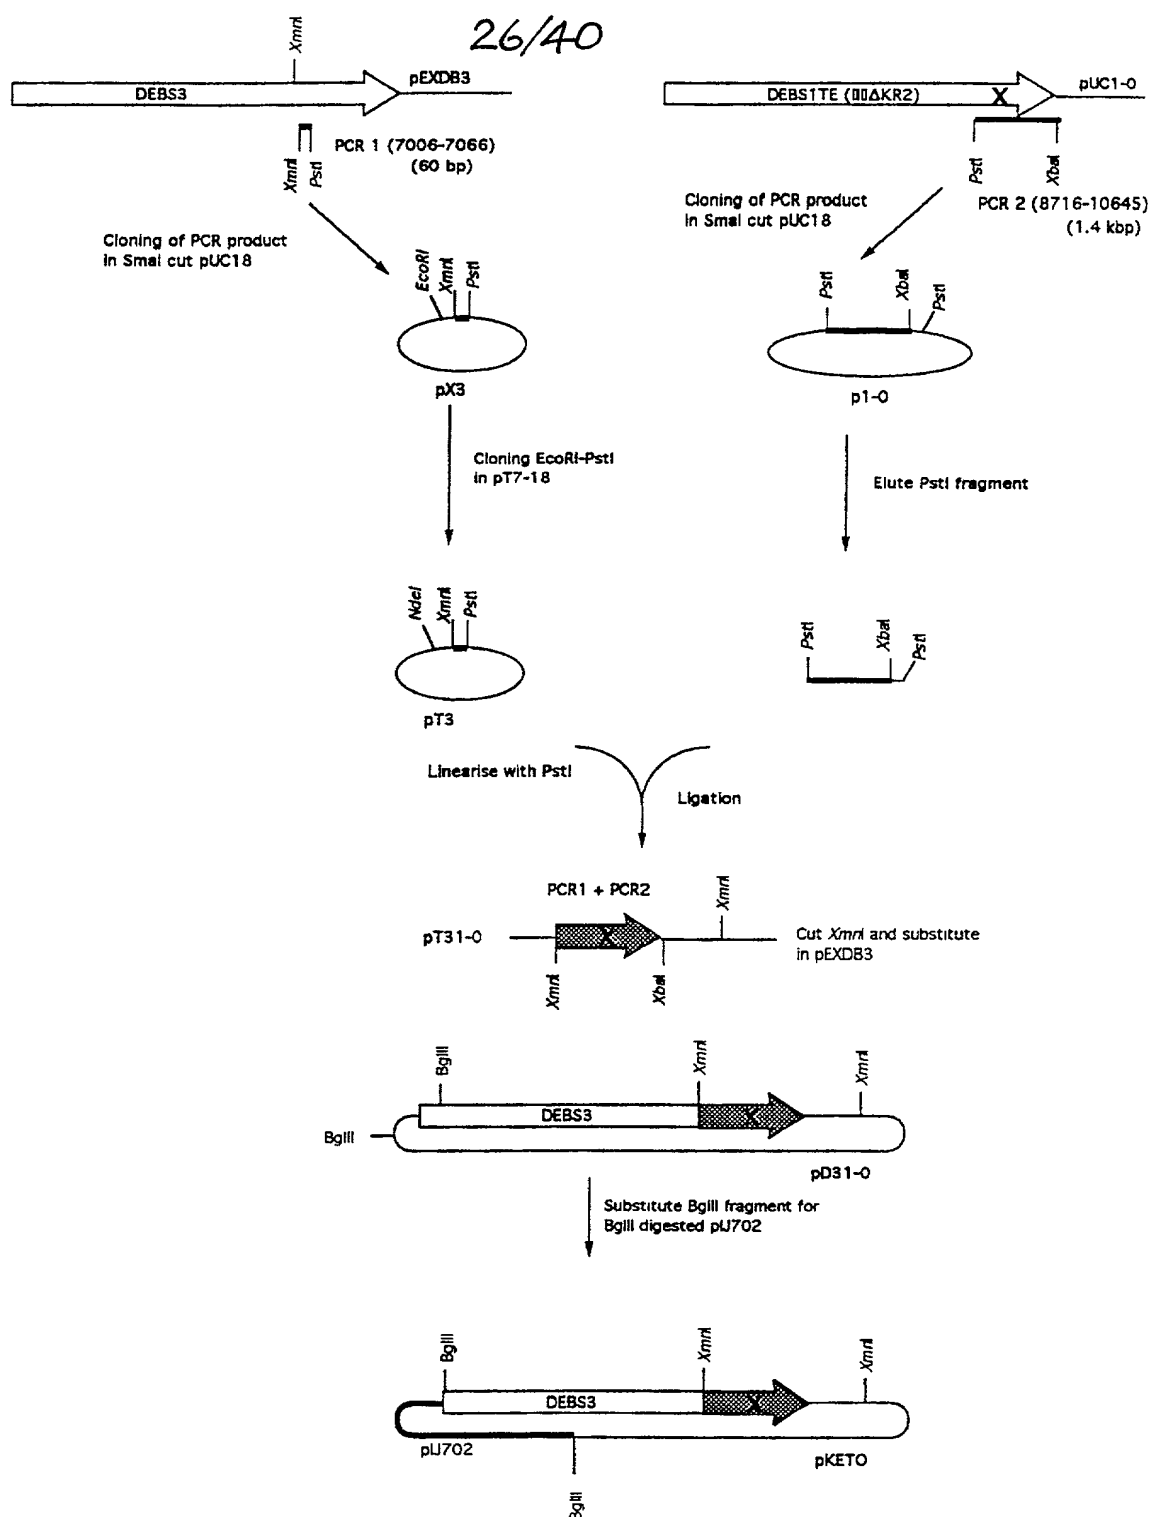 26/40
XmnI
pEXDB3
DEBS3
PCR 1 (7006-7066)
(60 bp)
XmnI
PstI
Cloning of PCR product
in SmaI cut pUC18
EcoRI
XmnI
PstI
pX3
Cloning EcoRI-PstI
in pT7-18
NdeI
XmnI
PstI
pT3
pUC1-0
DEBS1TE (▯▯ΔKR2)
X
PstI
XbaI
PCR 2 (8716-10645)
(1.4 kbp)
Cloning of PCR product
in SmaI cut pUC18
PstI
XbaI
PstI
p1-0
Elute PstI fragment
PstI
XbaI
PstI
Linearise with PstI
Ligation
PCR1 + PCR2
XmnI
pT31-0
X
XmnI
XbaI
Cut XmnI and substitute
in pEXDB3
BglII
XmnI
XmnI
DEBS3
X
BglII
pD31-0
Substitute BglII fragment for
BglII digested pIJ702
BglII
XmnI
XmnI
DEBS3
X
pIJ702
pKETO
BglII